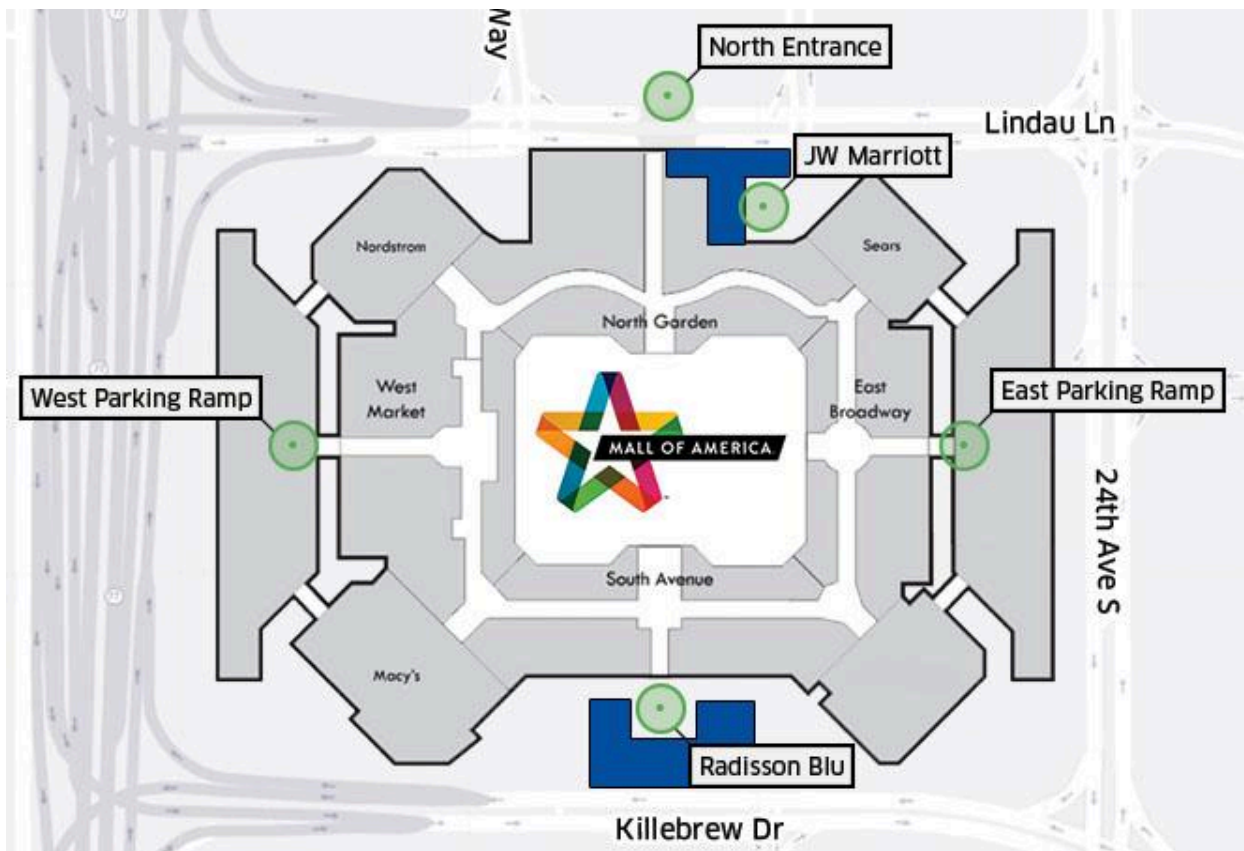 Way
North Entrance
Lindau Ln
JW Marriott
Nordstrom
Sears
North Garden
West Parking Ramp
West
Market
East
Broadway
East Parking Ramp
MALL OF AMERICA
24th Ave S
South Avenue
Macy's
Radisson Blu
Killebrew Dr